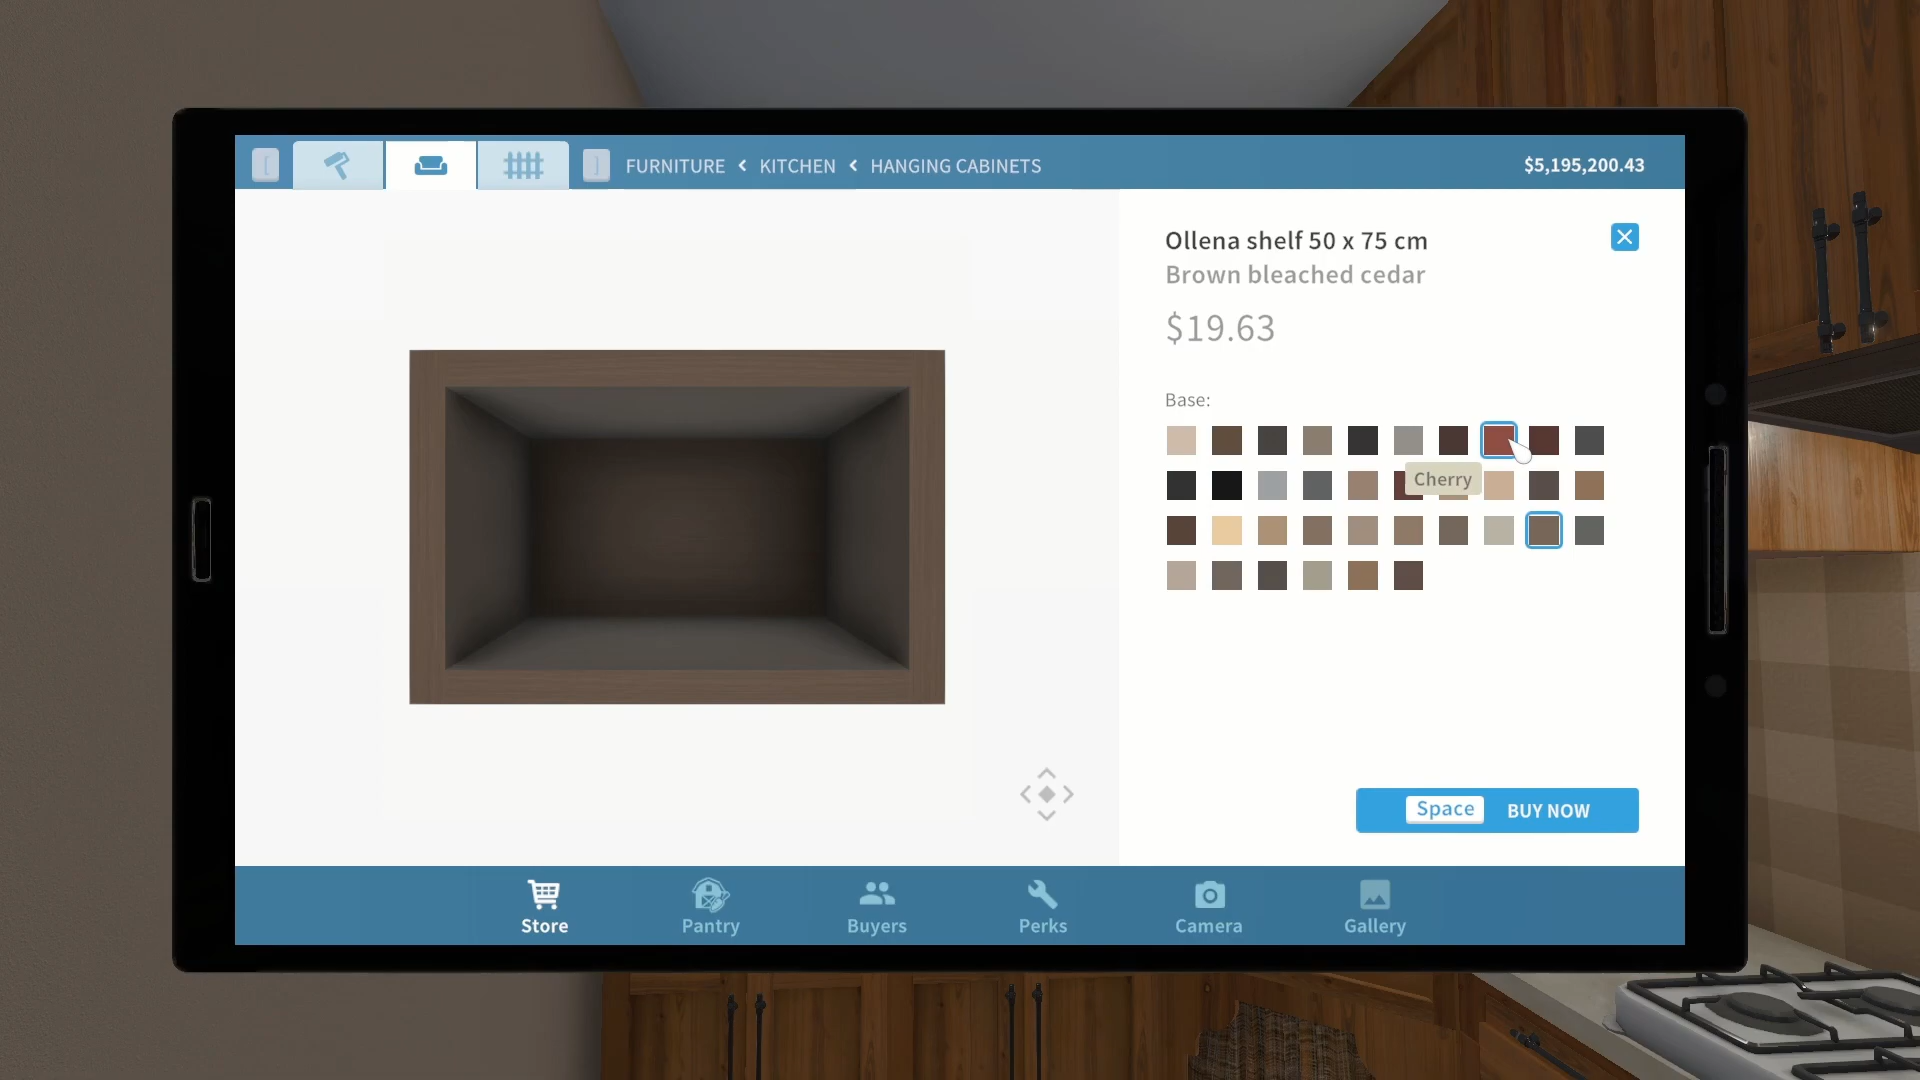 [
]
FURNITURE < KITCHEN < HANGING CABINETS
$5,195,200.43
Ollena shelf 50 x 75 cm
Brown bleached cedar
$19.63
Base:
Cherry
Space BUY NOW
Store
Pantry
Buyers
Perks
Camera
Gallery